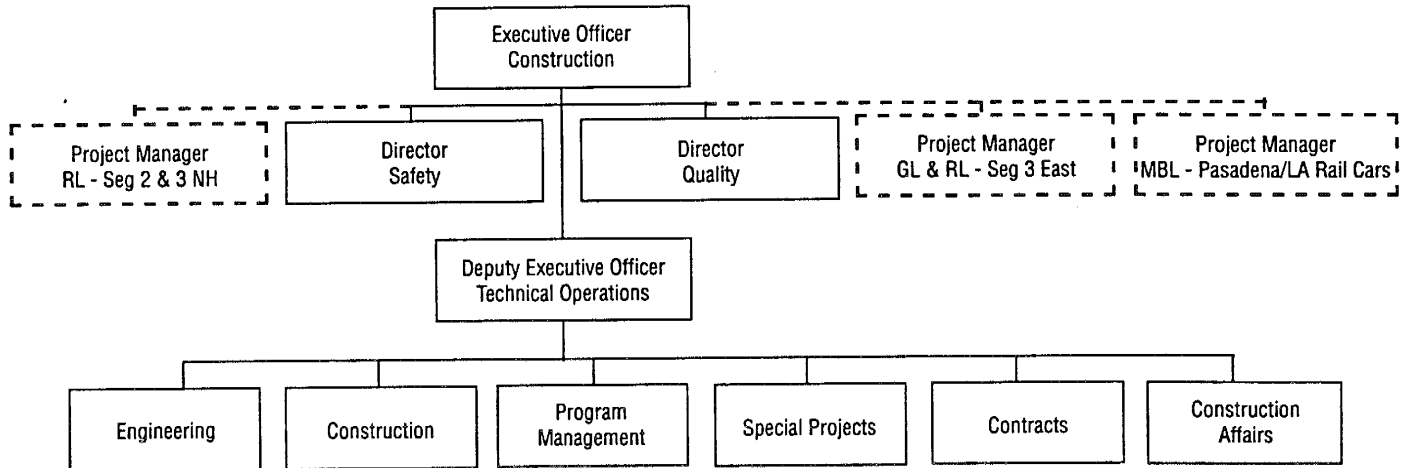 Executive Officer
Construction
Project Manager
RL - Seg 2 & 3 NH
Director
Safety
Director
Quality
Project Manager
GL & RL - Seg 3 East
Project Manager
MBL - Pasadena/LA Rail Cars
Deputy Executive Officer
Technical Operations
Engineering
Construction
Program
Management
Special Projects
Contracts
Construction
Affairs